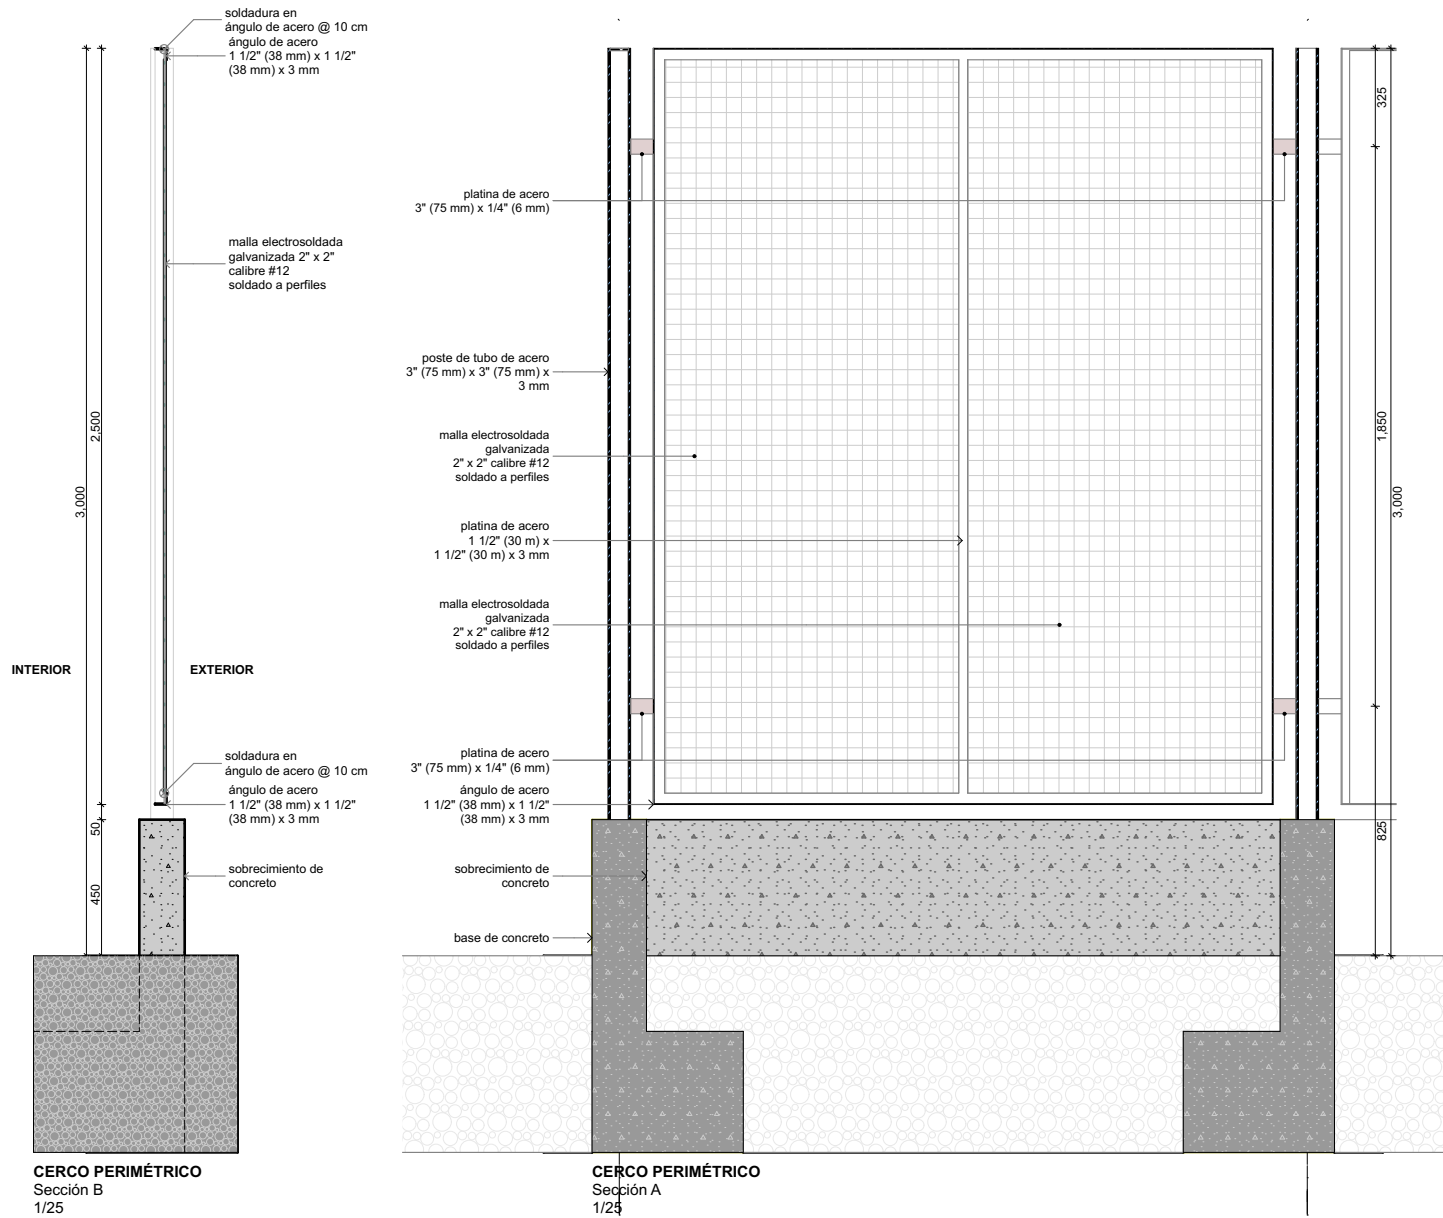 soldadura en
ángulo de acero @ 10 cm
ángulo de acero
1 1/2" (38 mm) x 1 1/2"
(38 mm) x 3 mm
malla electrosoldada
galvanizada 2" x 2"
calibre #12
soldado a perfiles
2,500
3,000
INTERIOR
EXTERIOR
soldadura en
ángulo de acero @ 10 cm
ángulo de acero
1 1/2" (38 mm) x 1 1/2"
(38 mm) x 3 mm
50
450
sobrecimiento de
concreto
CERCO PERIMÉTRICO
Sección B
1/25
platina de acero
3" (75 mm) x 1/4" (6 mm)
poste de tubo de acero
3" (75 mm) x 3" (75 mm) x
3 mm
malla electrosoldada
galvanizada
2" x 2" calibre #12
soldado a perfiles
platina de acero
1 1/2" (30 m) x
1 1/2" (30 m) x 3 mm
malla electrosoldada
galvanizada
2" x 2" calibre #12
soldado a perfiles
platina de acero
3" (75 mm) x 1/4" (6 mm)
ángulo de acero
1 1/2" (38 mm) x 1 1/2"
(38 mm) x 3 mm
sobrecimiento de
concreto
base de concreto
325
1,850
3,000
825
CERCO PERIMÉTRICO
Sección A
1/25